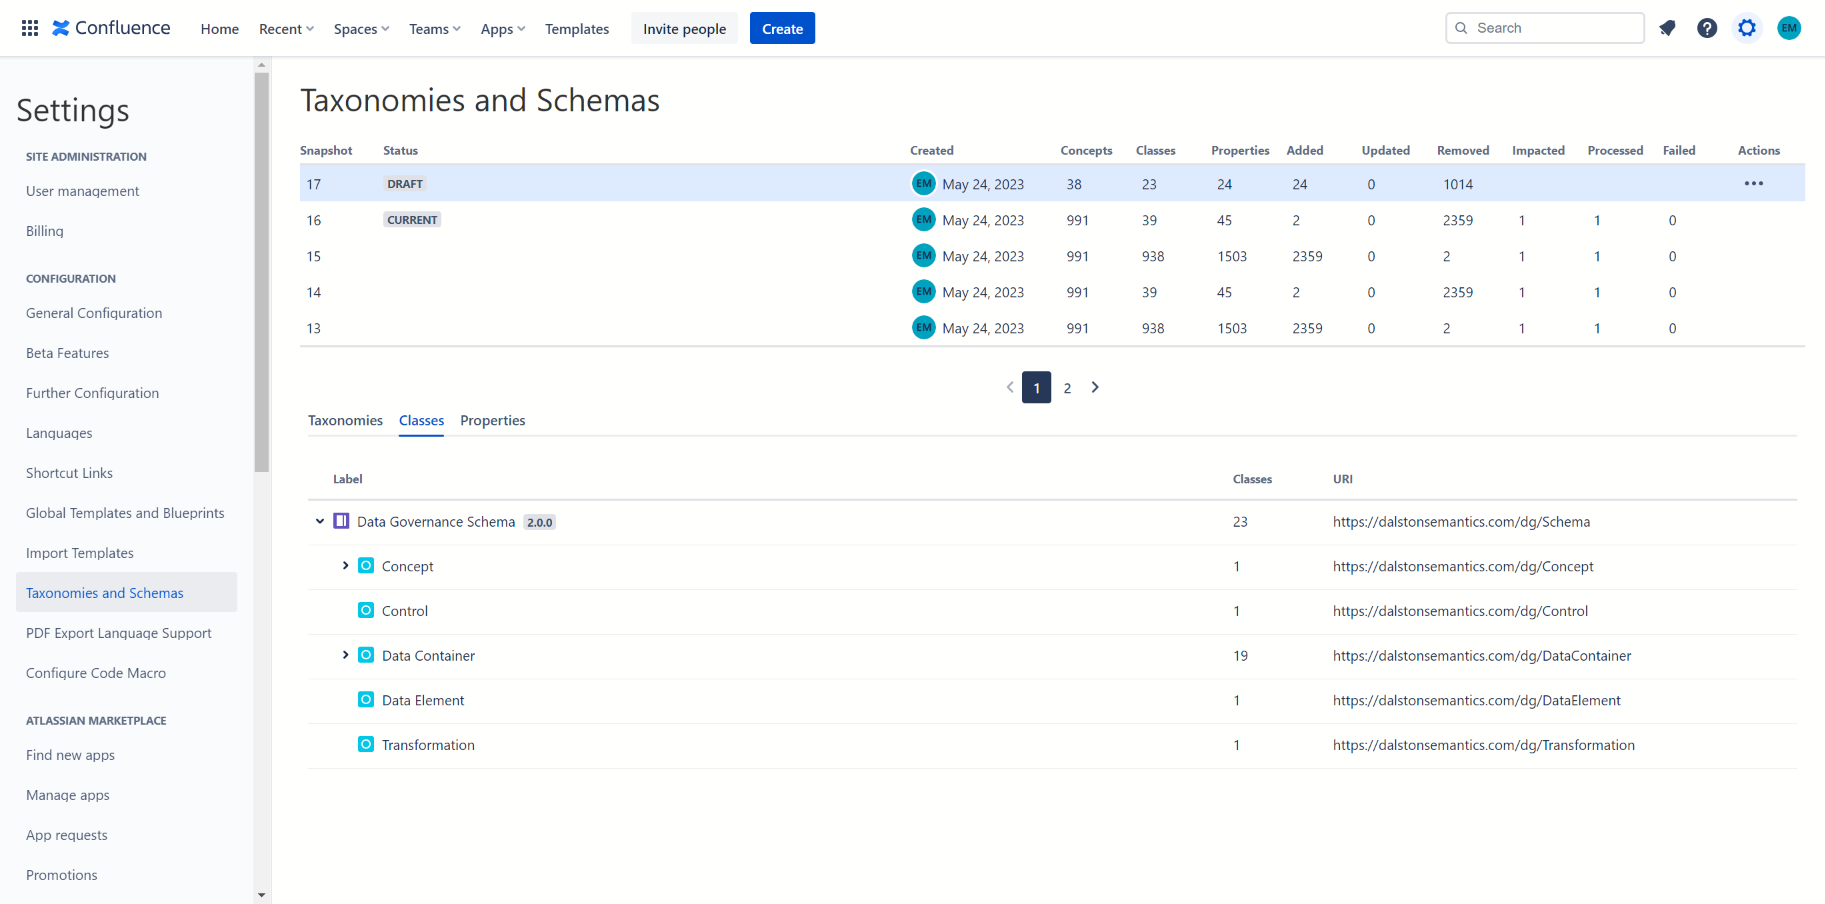 Confluence Home Recent Spaces Teams Apps Templates Invite people Create Search EM
Settings
SITE ADMINISTRATION
User management
Billing
CONFIGURATION
General Configuration
Beta Features
Further Configuration
Languages
Shortcut Links
Global Templates and Blueprints
Import Templates
Taxonomies and Schemas
PDF Export Language Support
Configure Code Macro
ATLASSIAN MARKETPLACE
Find new apps
Manage apps
App requests
Promotions
Taxonomies and Schemas
Snapshot Status Created Concepts Classes Properties Added Updated Removed Impacted Processed Failed Actions
17 DRAFT EM May 24, 2023 38 23 24 24 0 1014
16 CURRENT EM May 24, 2023 991 39 45 2 0 2359 1 1 0
15 EM May 24, 2023 991 938 1503 2359 0 2 1 1 0
14 EM May 24, 2023 991 39 45 2 0 2359 1 1 0
13 EM May 24, 2023 991 938 1503 2359 0 2 1 1 0
1 2
Taxonomies Classes Properties
Label Classes URI
Data Governance Schema 2.0.0 23 https://dalstonsemantics.com/dg/Schema
Concept 1 https://dalstonsemantics.com/dg/Concept
Control 1 https://dalstonsemantics.com/dg/Control
Data Container 19 https://dalstonsemantics.com/dg/DataContainer
Data Element 1 https://dalstonsemantics.com/dg/DataElement
Transformation 1 https://dalstonsemantics.com/dg/Transformation